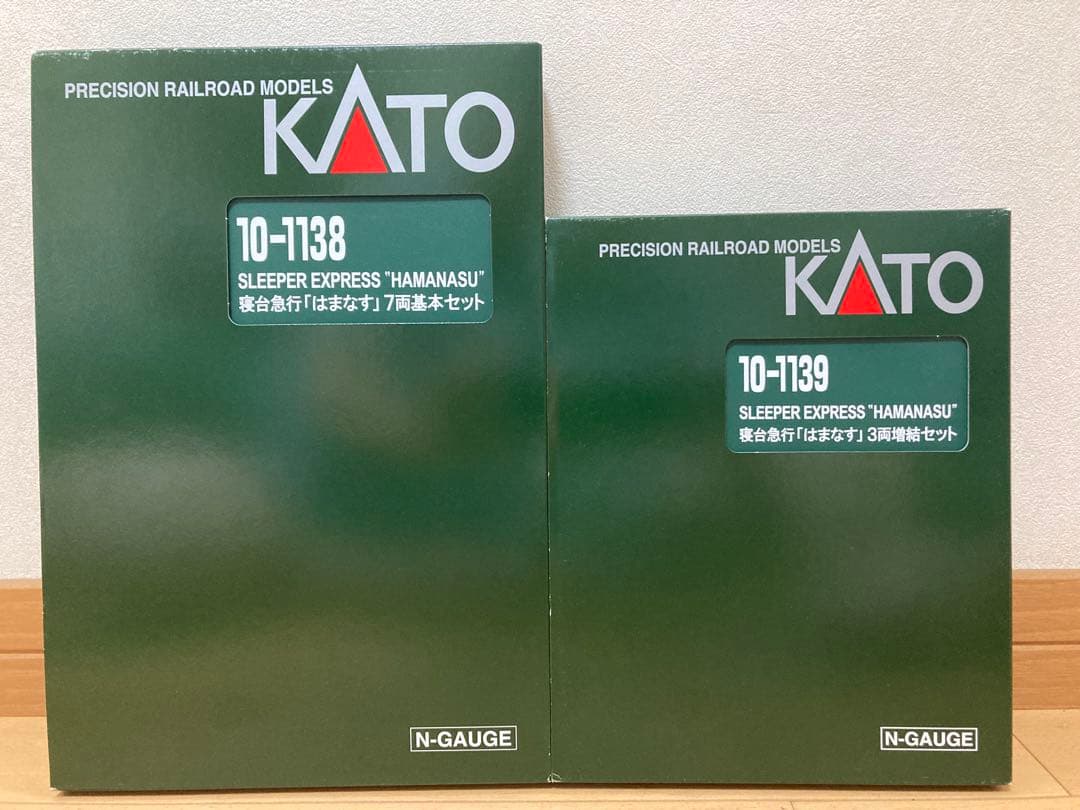 PRECISION RAILROAD MODELS
KATO
10-1138
SLEEPER EXPRESS "HAMANASU"
寝台急行「はまなす」7両基本セット
N-GAUGE
PRECISION RAILROAD MODELS
KATO
10-1139
SLEEPER EXPRESS "HAMANASU"
寝台急行「はまなす」3両増結セット
N-GAUGE